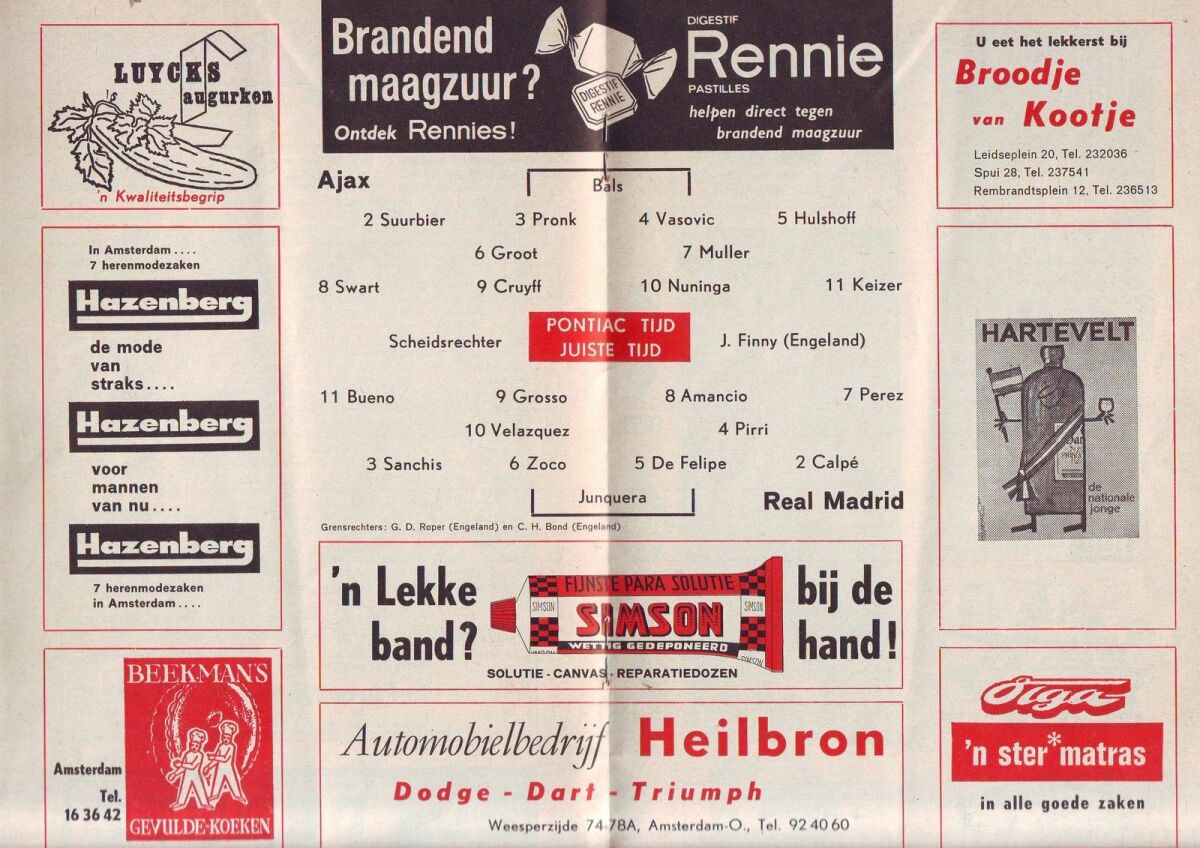 LUYCKS
augurken
'n Kwaliteitsbegrip
In Amsterdam ....
7 herenmodezaken
Hazenberg
de mode
van
straks ....
Hazenberg
voor
mannen
van nu ....
Hazenberg
7 herenmodezaken
in Amsterdam ....
BEEKMAN'S
Amsterdam
Tel.
16 36 42
GEVULDE-KOEKEN
Brandend
maagzuur?
Ontdek Rennies!
DIGESTIF
RENNIE
DIGESTIF
Rennie
PASTILLES
helpen direct tegen
brandend maagzuur
Ajax
Bals
2 Suurbier 3 Pronk 4 Vasovic 5 Hulshoff
6 Groot 7 Muller
8 Swart 9 Cruyff 10 Nuninga 11 Keizer
Scheidsrechter PONTIAC TIJD J. Finny (Engeland)
JUISTE TIJD
11 Bueno 9 Grosso 8 Amancio 7 Perez
10 Velazquez 4 Pirri
3 Sanchis 6 Zoco 5 De Felipe 2 Calpé
Junquera
Real Madrid
Grensrechters: G. D. Roper (Engeland) en C. H. Bond (Engeland)
'n Lekke
band?
FIJNSTE PARA SOLUTIE
SIMSON
SIMSON
SIMSON
WETTIG GEDEPONEERD
SIMSON
bij de
hand!
SOLUTIE - CANVAS - REPARATIEDOZEN
Automobielbedrijf Heilbron
Dodge - Dart - Triumph
Weesperzijde 74-78A, Amsterdam-O., Tel. 92 40 60
U eet het lekkerst bij
Broodje
van Kootje
Leidseplein 20, Tel. 232036
Spui 28, Tel. 237541
Rembrandtsplein 12, Tel. 236513
HARTEVELT
de
nationale
jonge
Olga
'n ster*matras
in alle goede zaken